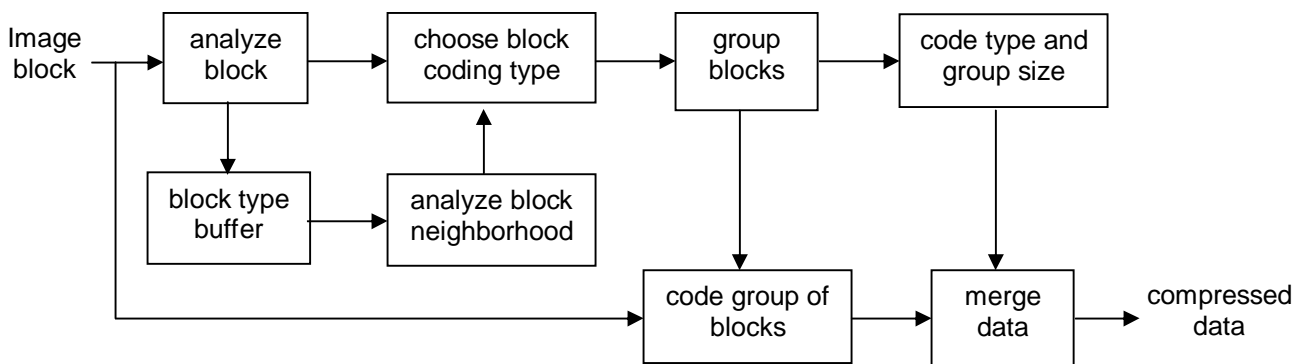 Image
block
analyze
block
choose block
coding type
group
blocks
code type and
group size
block type
buffer
analyze block
neighborhood
code group of
blocks
merge
data
compressed
data